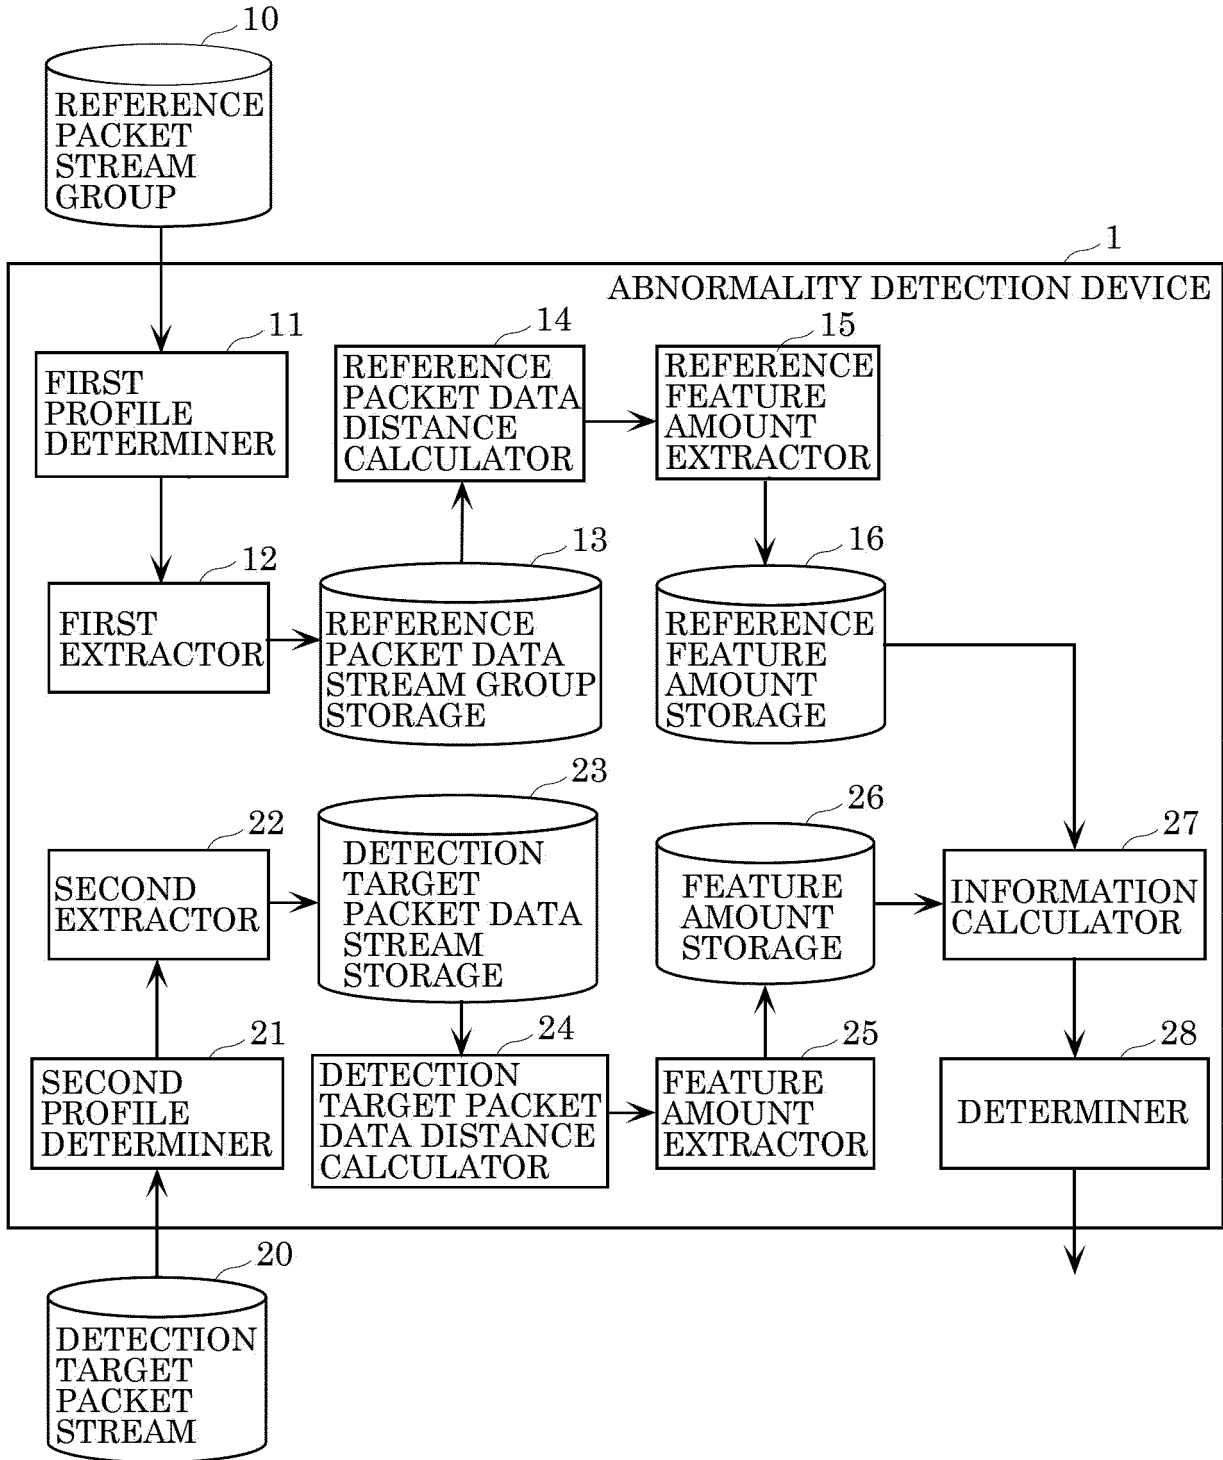 10
REFERENCE
PACKET
STREAM
GROUP
1
ABNORMALITY DETECTION DEVICE
11
FIRST
PROFILE
DETERMINER
14
REFERENCE
PACKET DATA
DISTANCE
CALCULATOR
15
REFERENCE
FEATURE
AMOUNT
EXTRACTOR
12
FIRST
EXTRACTOR
13
REFERENCE
PACKET DATA
STREAM GROUP
STORAGE
16
REFERENCE
FEATURE
AMOUNT
STORAGE
22
SECOND
EXTRACTOR
23
DETECTION
TARGET
PACKET DATA
STREAM
STORAGE
26
FEATURE
AMOUNT
STORAGE
27
INFORMATION
CALCULATOR
21
SECOND
PROFILE
DETERMINER
24
DETECTION
TARGET PACKET
DATA DISTANCE
CALCULATOR
25
FEATURE
AMOUNT
EXTRACTOR
28
DETERMINER
20
DETECTION
TARGET
PACKET
STREAM